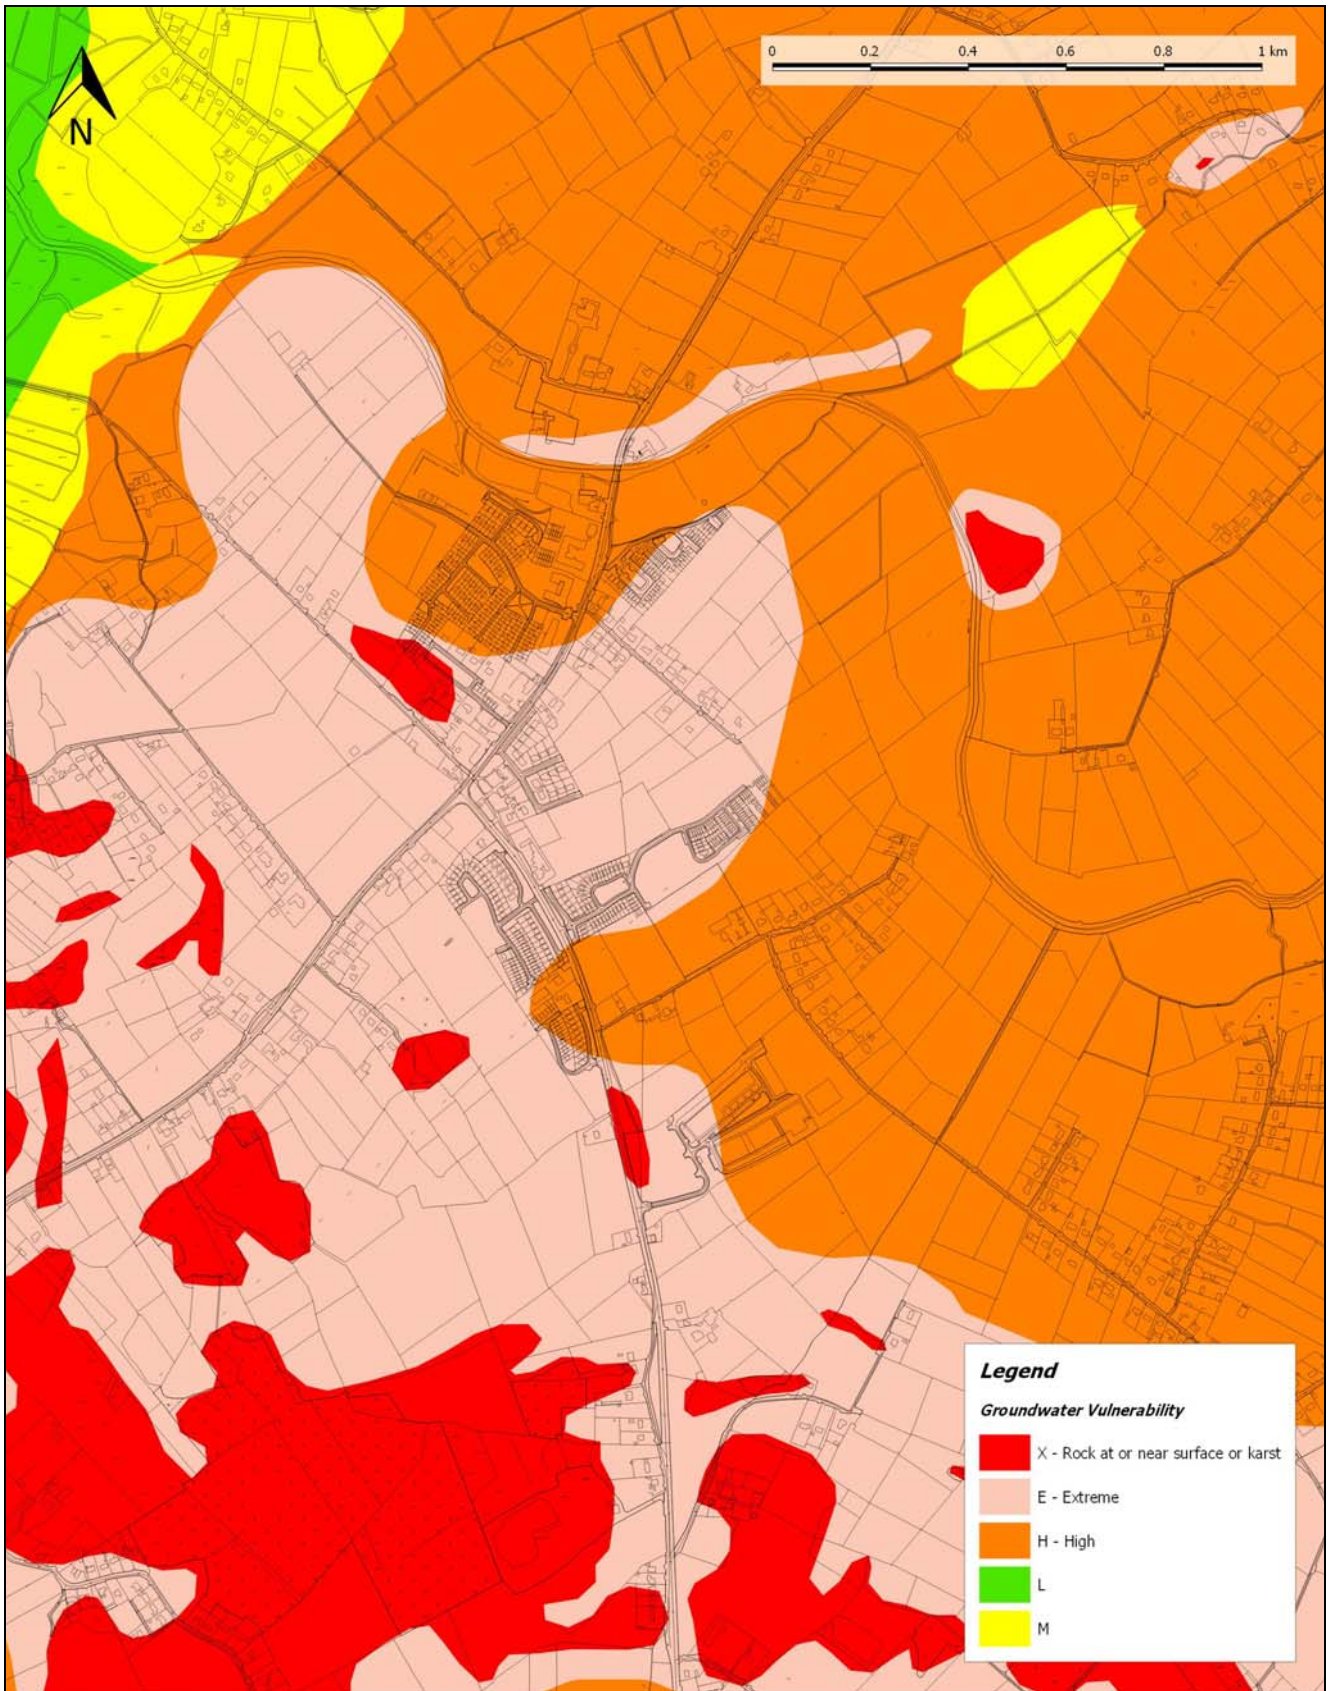 0 0.2 0.4 0.6 0.8 1 km
N
Legend
Groundwater Vulnerability
X - Rock at or near surface or karst
E - Extreme
H - High
L
M